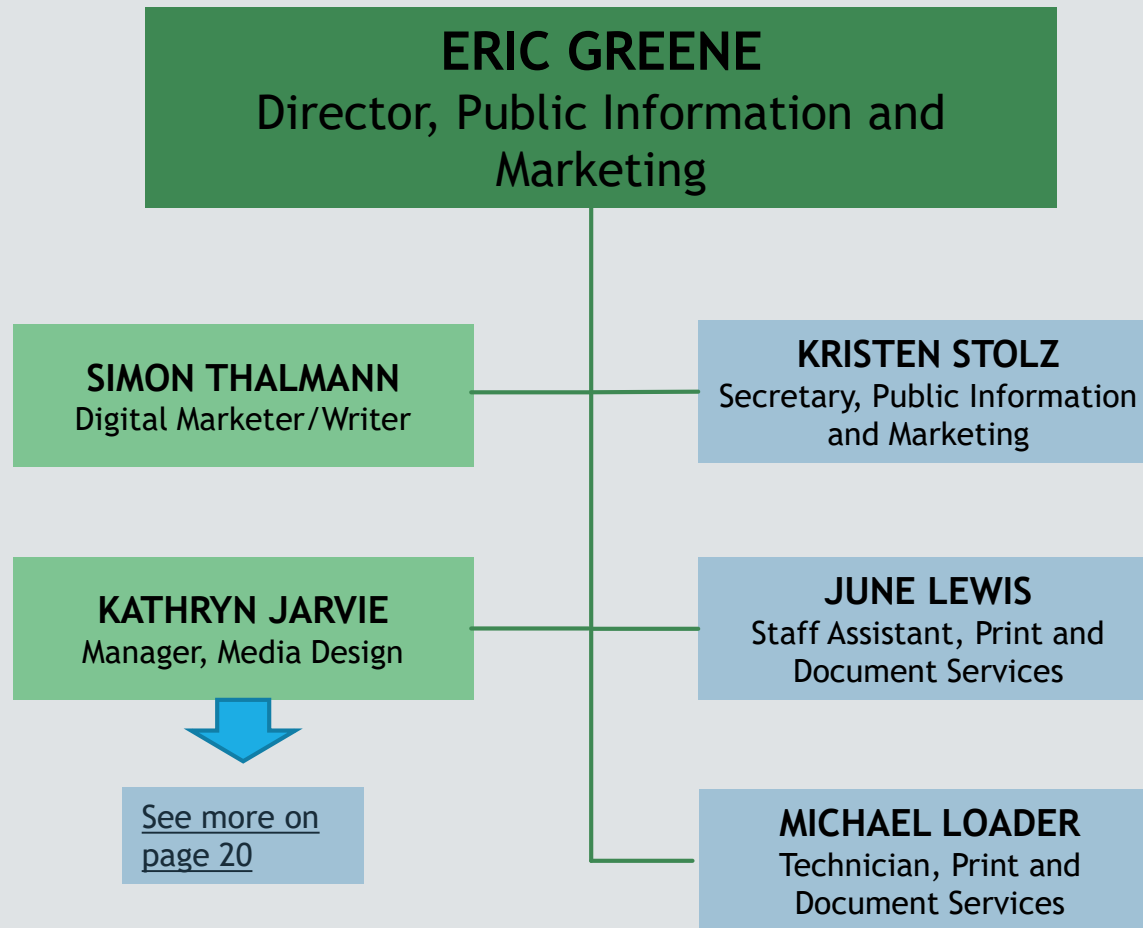 ERIC GREENE
Director, Public Information and
Marketing
SIMON THALMANN
Digital Marketer/Writer
KRISTEN STOLZ
Secretary, Public Information
and Marketing
KATHRYN JARVIE
Manager, Media Design
JUNE LEWIS
Staff Assistant, Print and
Document Services
See more on
page 20
MICHAEL LOADER
Technician, Print and
Document Services